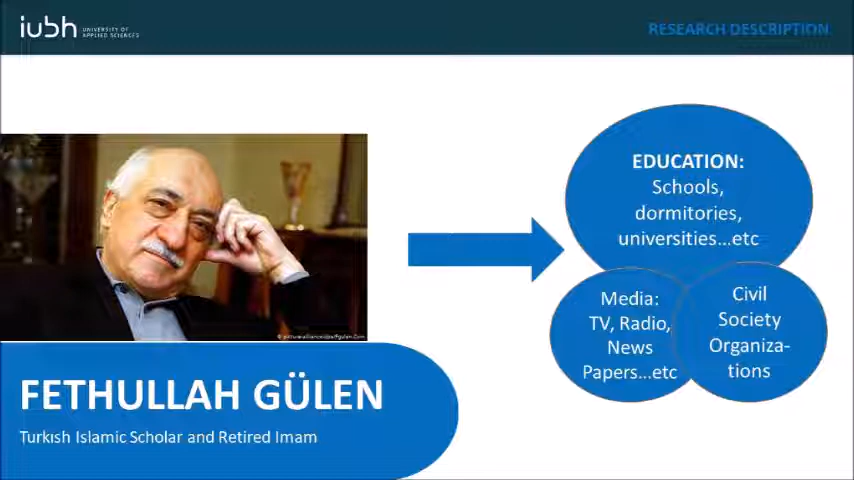 iubh UNIVERSITY OF
APPLIED SCIENCES
RESEARCH DESCRIPTION
EDUCATION:
Schools,
dormitories,
universities...etc
Media:
TV, Radio,
News
Papers...etc
Civil
Society
Organiza-
tions
FETHULLAH GÜLEN
Turkısh Islamic Scholar and Retired Imam